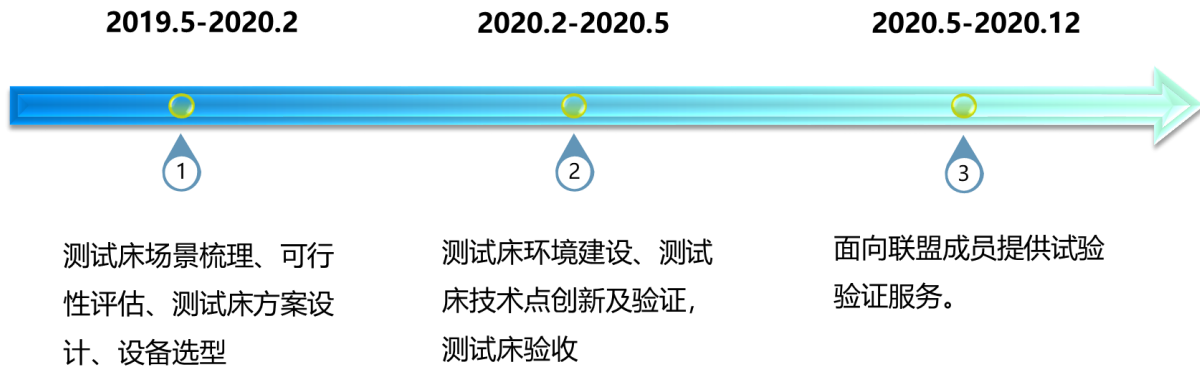 2019.5-2020.2
2020.2-2020.5
2020.5-2020.12
1
2
3
测试床场景梳理、可行
性评估、测试床方案设
计、设备选型
测试床环境建设、测试
床技术点创新及验证,
测试床验收
面向联盟成员提供试验
验证服务。